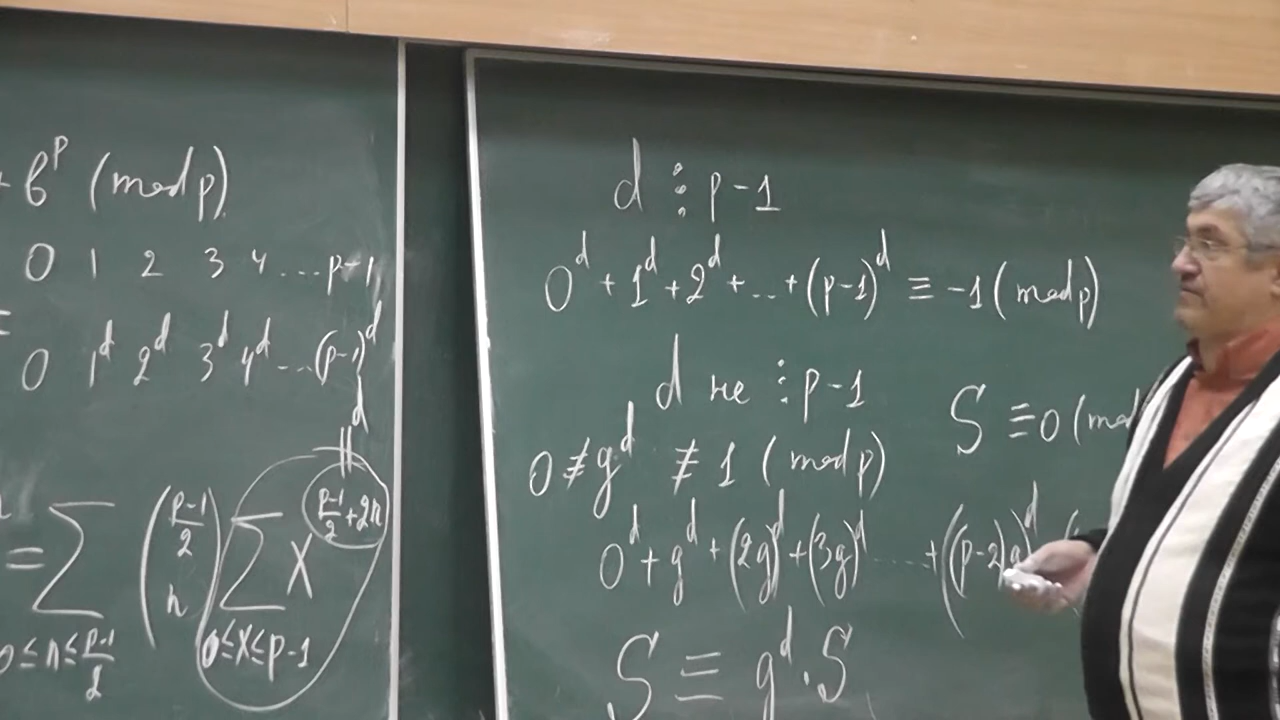 + b^p (mod p)
0 1 2 3 4 ... p-1
=
0 1^d 2^d 3^d 4^d ... (p-1)^d
d
||
= ∑ ((p-1)/2 n) ∑ x^((p-1)/2+2n)
0≤n≤(p-1)/2 0≤x≤p-1
d ⋮ p-1
0^d + 1^d + 2^d + ... + (p-1)^d ≡ -1 (mod p)
d не ⋮ p-1
S ≡ 0 (mod
0 ≢ g^d ≢ 1 (mod p)
0^d + g^d + (2g)^d + (3g)^d ..... + ((p-2)g)^d (
S ≡ g^d · S